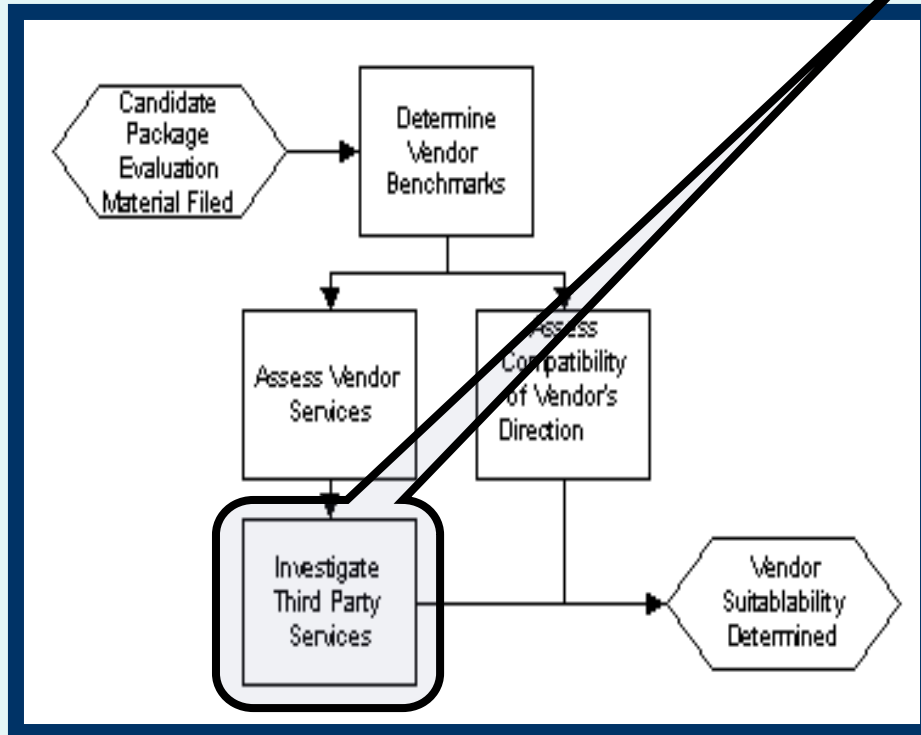 Candidate
Package
Evaluation
Material Filed
Determine
Vendor
Benchmarks
Assess Vendor
Services
Assess
Compatibility
of Vendor's
Direction
Investigate
Third Party
Services
Vendor
Suitablability
Determined